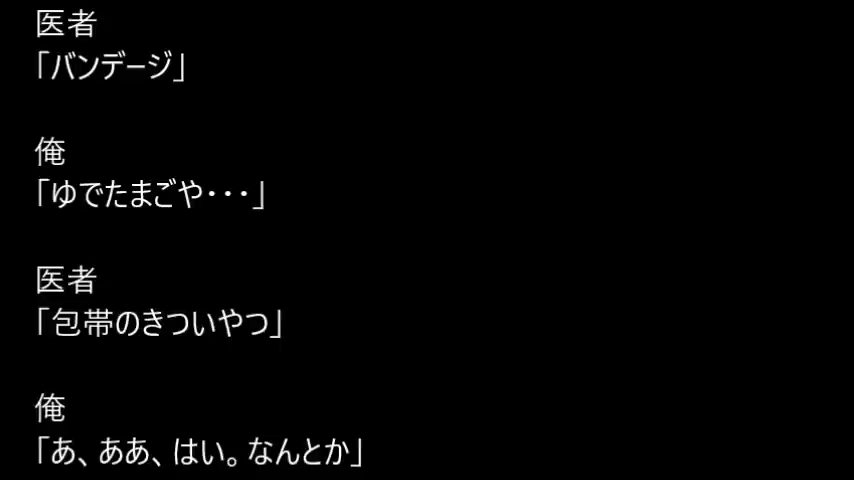 医者
「バンデージ」
俺
「ゆでたまごや・・・」
医者
「包帯のきついやつ」
俺
「あ、ああ、はい。なんとか」